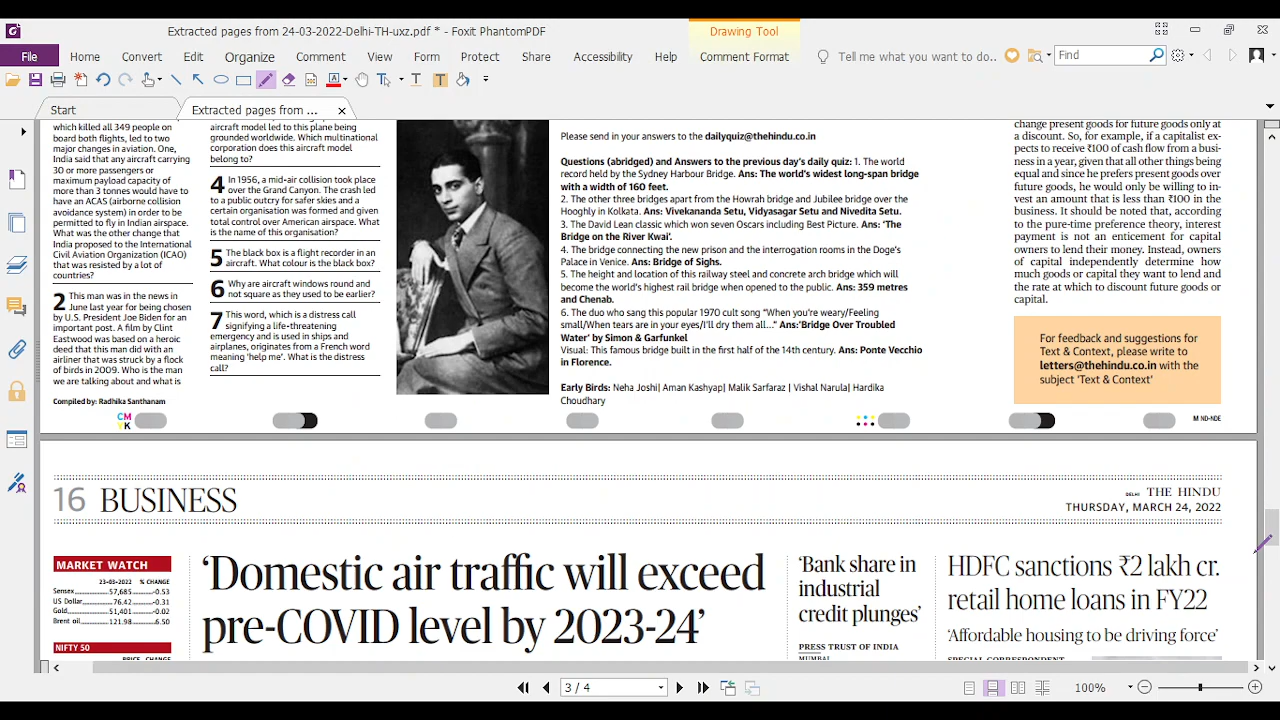 Extracted pages from 24-03-2022-Delhi-TH-uxz.pdf * - Foxit PhantomPDF
Drawing Tool
File Home Convert Edit Organize Comment View Form Protect Share Accessibility Help Comment Format Tell me what you want to do.. Find
Start
Extracted pages from ...
which killed all 349 people on
board both flights, led to two
major changes in aviation. One,
India said that any aircraft carrying
30 or more passengers or
maximum payload capacity of
more than 3 tonnes would have to
have an ACAS (airborne collision
avoidance system) in order to be
permitted to fly in Indian airspace.
What was the other change that
India proposed to the International
Civil Aviation Organization (ICAO)
that was resisted by a lot of
countries?
2 This man was in the news in
June last year for being chosen
by U.S. President Joe Biden for an
important post. A film by Clint
Eastwood was based on a heroic
deed that this man did with an
airliner that was struck by a flock
of birds in 2009. Who is the man
we are talking about and what is
Compiled by: Radhika Santhanam
aircraft model led to this plane being
grounded worldwide. Which multinational
corporation does this aircraft model
belong to?
4 In 1956, a mid-air collision took place
over the Grand Canyon. The crash led
to a public outcry for safer skies and a
certain organisation was formed and given
total control over American airspace. What
is the name of this organisation?
5 The black box is a flight recorder in an
aircraft. What colour is the black box?
6 Why are aircraft windows round and
not square as they used to be earlier?
7 This word, which is a distress call
signifying a life-threatening
emergency and is used in ships and
airplanes, originates from a French word
meaning 'help me'. What is the distress
call?
Please send in your answers to the dailyquiz@thehindu.co.in
Questions (abridged) and Answers to the previous day's daily quiz: 1. The world
record held by the Sydney Harbour Bridge. Ans: The world's widest long-span bridge
with a width of 160 feet.
2. The other three bridges apart from the Howrah bridge and Jubilee bridge over the
Hooghly in Kolkata. Ans: Vivekananda Setu, Vidyasagar Setu and Nivedita Setu.
3. The David Lean classic which won seven Oscars including Best Picture. Ans: 'The
Bridge on the River Kwai'.
4. The bridge connecting the new prison and the interrogation rooms in the Doge's
Palace in Venice. Ans: Bridge of Sighs.
5. The height and location of this railway steel and concrete arch bridge which will
become the world's highest rail bridge when opened to the public. Ans: 359 metres
and Chenab.
6. The duo who sang this popular 1970 cult song "When you're weary/Feeling
small/When tears are in your eyes/I'll dry them all..." Ans:'Bridge Over Troubled
Water' by Simon & Garfunkel
Visual: This famous bridge built in the first half of the 14th century. Ans: Ponte Vecchio
in Florence.
Early Birds: Neha Joshi| Aman Kashyap| Malik Sarfaraz | Vishal Narula| Hardika
Choudhary
change present goods for future goods only at
a discount. So, for example, if a capitalist ex-
pects to receive ₹100 of cash flow from a busi-
ness in a year, given that all other things being
equal and since he prefers present goods over
future goods, he would only be willing to in-
vest an amount that is less than ₹100 in the
business. It should be noted that, according
to the pure-time preference theory, interest
payment is not an enticement for capital
owners to lend their money. Instead, owners
of capital independently determine how
much goods or capital they want to lend and
the rate at which to discount future goods or
capital.
For feedback and suggestions for
Text & Context, please write to
letters@thehindu.co.in with the
subject 'Text & Context'
CM
YK
M ND-NDE
16 BUSINESS
DELHI THE HINDU
THURSDAY, MARCH 24, 2022
MARKET WATCH
23-03-2022 % CHANGE
Sensex 57,685 -0.53
US Dollar 76.42 -0.31
Gold 51,401 -0.02
Brent oil 121.98 6.50
NIFTY 50
PRICE CHANGE
'Domestic air traffic will exceed
pre-COVID level by 2023-24'
'Bank share in
industrial
credit plunges'
PRESS TRUST OF INDIA
MUMBAI
HDFC sanctions ₹2 lakh cr.
retail home loans in FY22
'Affordable housing to be driving force'
SPECIAL CORRESPONDENT
3 / 4
100%